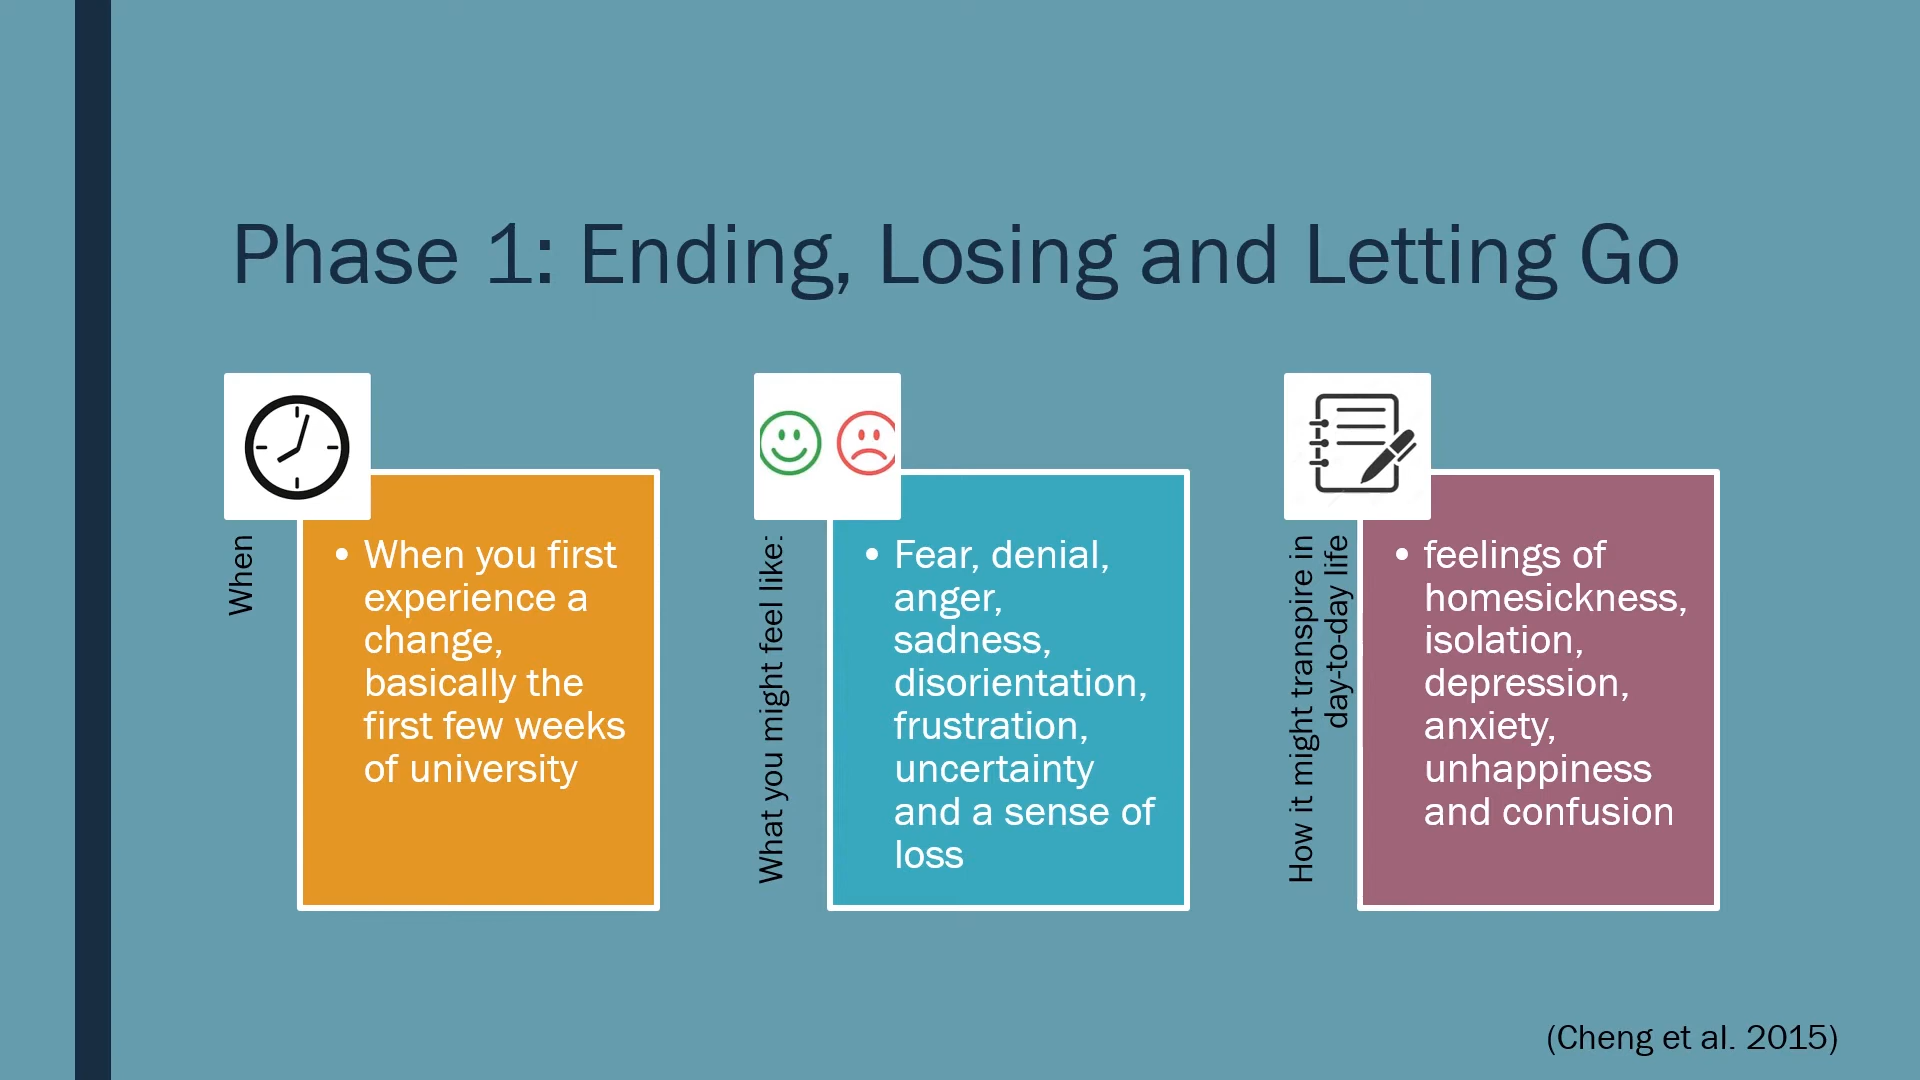 Phase 1: Ending, Losing and Letting Go
When
• When you first
experience a
change,
basically the
first few weeks
of university
What you might feel like:
• Fear, denial,
anger,
sadness,
disorientation,
frustration,
uncertainty
and a sense of
loss
How it might transpire in
day-to-day life
• feelings of
homesickness,
isolation,
depression,
anxiety,
unhappiness
and confusion
(Cheng et al. 2015)